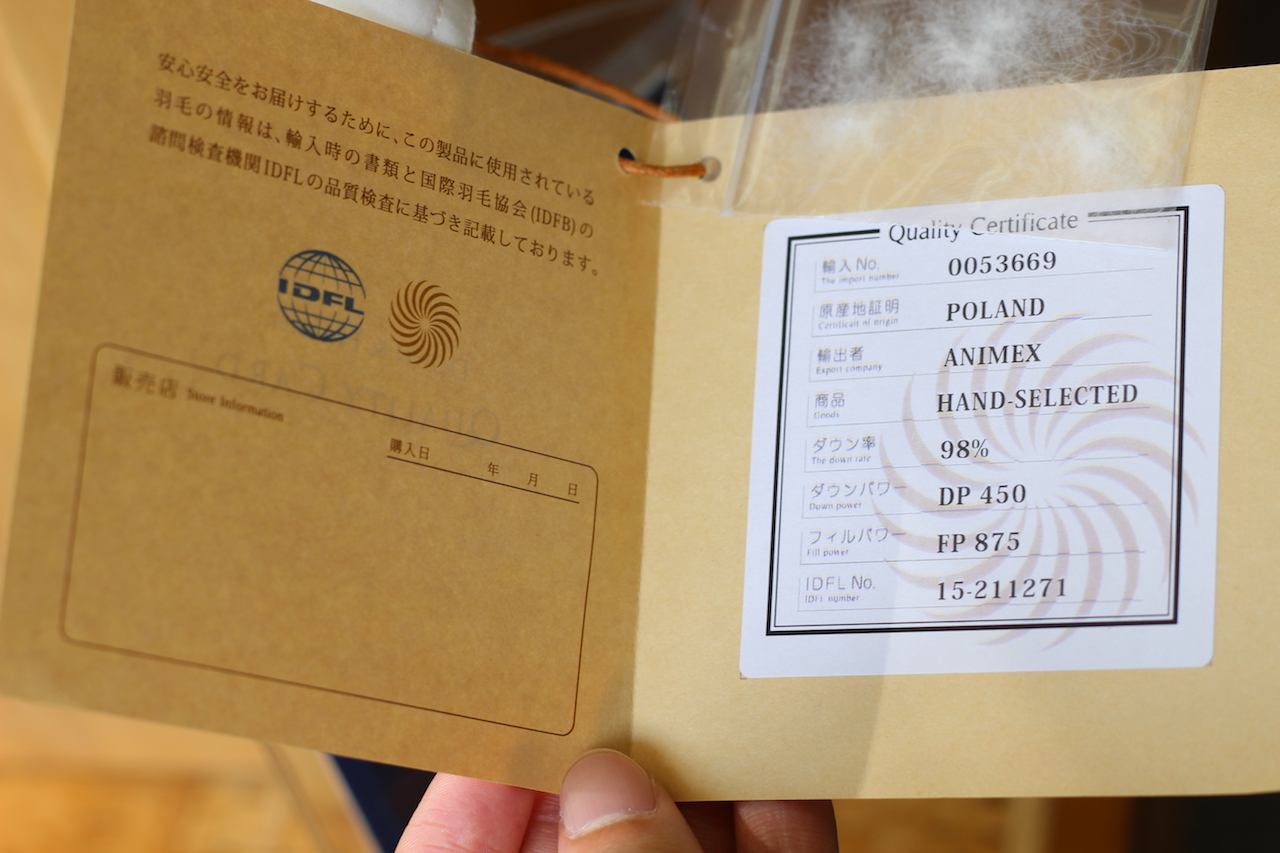 安心安全をお届けするために、この製品に使用されている
羽毛の情報は、輸入時の書類と国際羽毛協会(IDFB)の
諮問検査機関IDFLの品質検査に基づき記載しております。
IDFL
販売店 Store Information
購入日 年 月 日
Quality Certificate
輸入No. 0053669
The import number
原産地証明 POLAND
Certificait of origin
輸出者 ANIMEX
Export company
商品 HAND-SELECTED
Goods
ダウン率 98%
The down rate
ダウンパワー DP 450
Down power
フィルパワー FP 875
Fill power
IDFL No. 15-211271
IDFL number